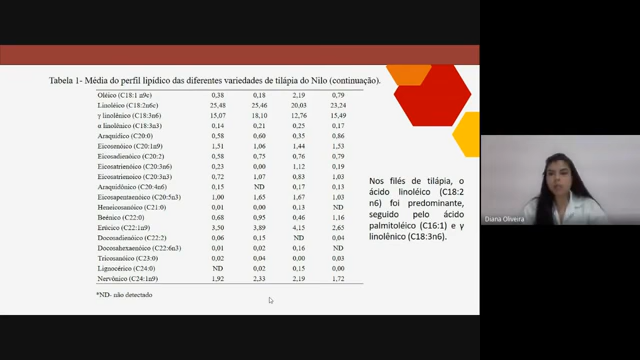 Tabela 1- Média do perfil lipídico das diferentes variedades de tilápia do Nilo (continuação).
Oléico (C18:1 n9c) 0,38 0,18 2,19 0,79
Linoléico (C18:2n6c) 25,48 25,46 20,03 23,24
γ linolênico (C18:3n6) 15,07 18,10 12,76 15,49
α linolênico (C18:3n3) 0,14 0,21 0,25 0,17
Araquídico (C20:0) 0,58 0,60 0,35 0,86
Eicosenóico (C20:1n9) 1,51 1,06 1,44 1,53
Eicosadienóico (C20:2) 0,58 0,75 0,76 0,79
Eicosatrienóico (C20:3n6) 0,23 0,00 1,12 0,19
Eicosatrienoico (C20:3n3) 0,72 1,07 0,83 1,03
Araquidônico (C20:4n6) 0,15 ND 0,17 0,13
Eicosapentaenóico (C20:5n3) 1,00 1,65 1,67 1,03
Heneicosanóico (C21:0) 0,01 0,00 0,13 ND
Beênico (C22:0) 0,68 0,95 0,46 1,16
Erúcico (C22:1n9) 3,50 3,89 4,15 2,65
Docosadienóico (C22:2) 0,06 0,15 ND 0,04
Docosahexaenóico (C22:6n3) 0,01 0,02 0,16 ND
Tricosanóico (C23:0) 0,02 0,04 0,00 0,03
Lignocérico (C24:0) ND 0,02 0,15 0,00
Nervônico (C24:1n9) 1,92 2,33 2,19 1,72
*ND- não detectado
Nos filés de tilápia, o
ácido linoléico (C18:2
n6) foi predominante,
seguido pelo ácido
palmitoléico (C16:1) e γ
linolênico (C18:3n6).
Diana Oliveira